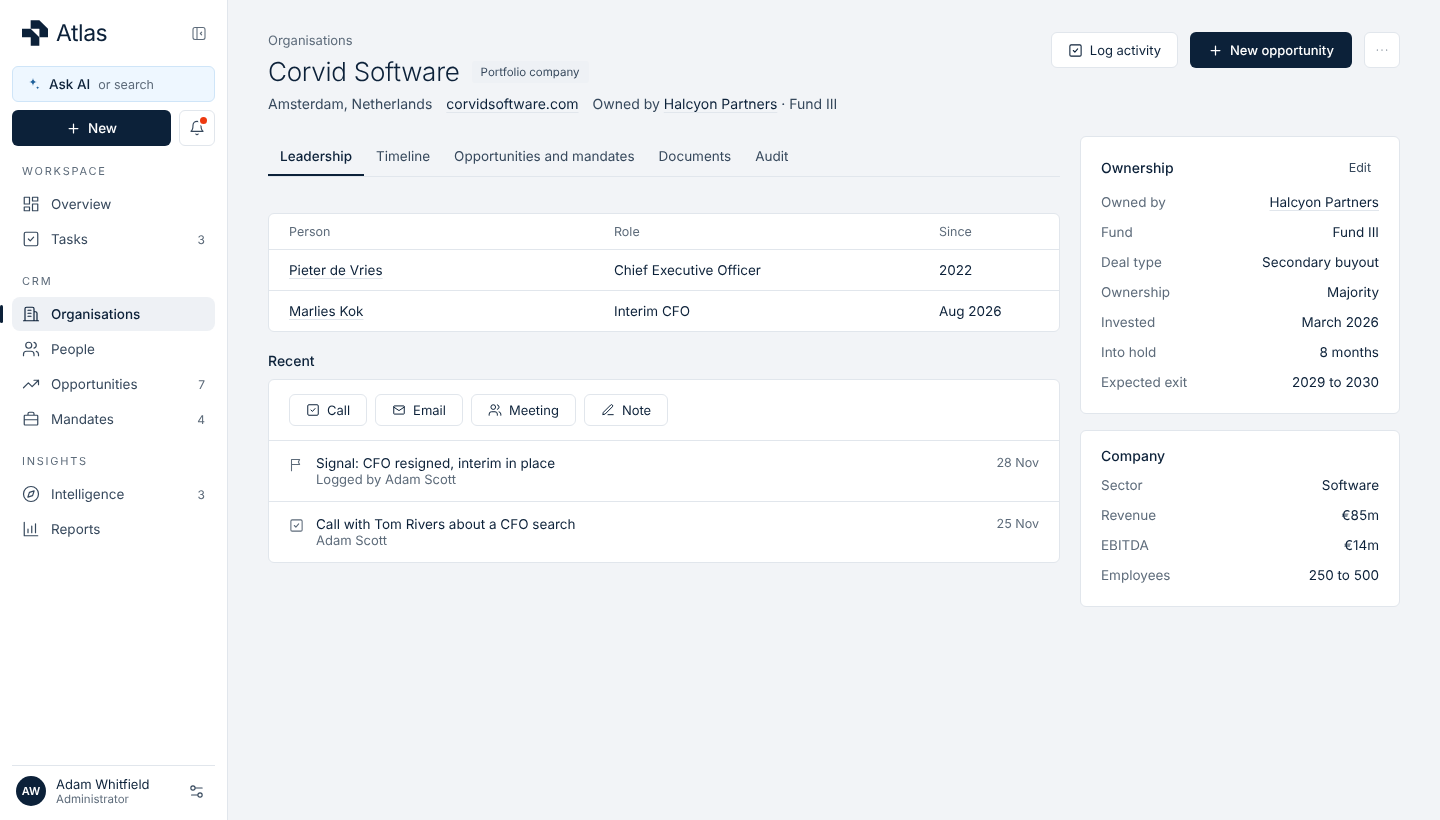 Atlas
Ask AI or search
New
WORKSPACE
Overview
Tasks 3
CRM
Organisations
People
Opportunities 7
Mandates 4
INSIGHTS
Intelligence 3
Reports
AW
Adam Whitfield
Administrator
Organisations
Corvid Software Portfolio company
Amsterdam, Netherlands corvidsoftware.com Owned by Halcyon Partners · Fund III
Log activity
New opportunity
Leadership Timeline Opportunities and mandates Documents Audit
Person Role Since
Pieter de Vries Chief Executive Officer 2022
Marlies Kok Interim CFO Aug 2026
Recent
Call Email Meeting Note
Signal: CFO resigned, interim in place 28 Nov
Logged by Adam Scott
Call with Tom Rivers about a CFO search 25 Nov
Adam Scott
Ownership Edit
Owned by Halcyon Partners
Fund Fund III
Deal type Secondary buyout
Ownership Majority
Invested March 2026
Into hold 8 months
Expected exit 2029 to 2030
Company
Sector Software
Revenue €85m
EBITDA €14m
Employees 250 to 500